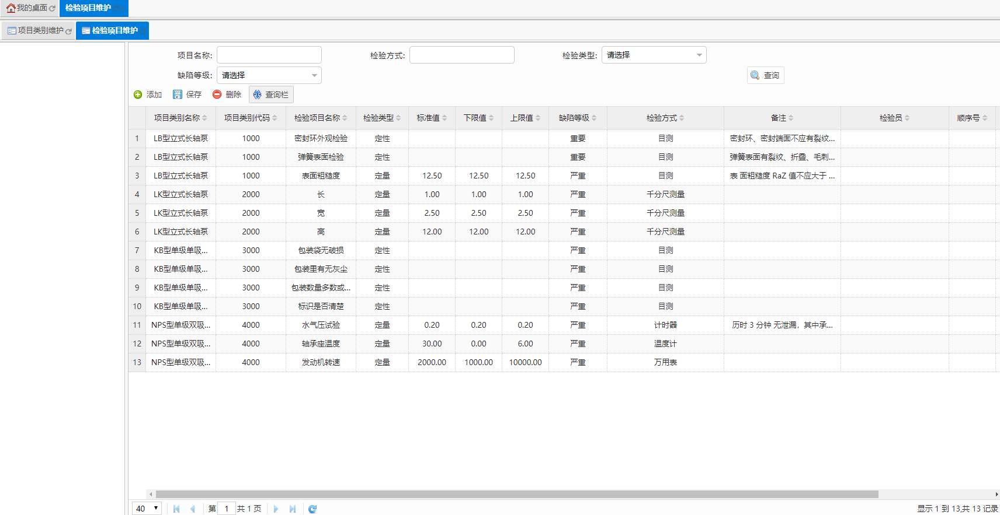 我的桌面 检验项目维护
项目类别维护 检验项目维护
项目名称: 检验方式: 检验类型: 请选择
缺陷等级: 请选择 查询
添加 保存 删除 查询栏
项目类别名称 项目类别代码 检验项目名称 检验类型 标准值 下限值 上限值 缺陷等级 检验方式 备注 检验员 顺序号
1 LB型立式长轴泵 1000 密封环外观检验 定性 重要 目测 密封环、密封端面不应有裂纹...
2 LB型立式长轴泵 1000 弹簧表面检验 定性 重要 目测 弹簧表面有裂纹、折叠、毛刺...
3 LB型立式长轴泵 1000 表面粗糙度 定量 12.50 12.50 12.50 严重 目测 表 面粗糙度 RaZ 值不应大于 ...
4 LK型立式长轴泵 2000 长 定量 1.00 1.00 1.00 严重 千分尺测量
5 LK型立式长轴泵 2000 宽 定量 2.50 2.50 2.50 严重 千分尺测量
6 LK型立式长轴泵 2000 高 定量 12.00 12.00 12.00 严重 千分尺测量
7 KB型单级单吸... 3000 包装袋无破损 定性 严重 目测
8 KB型单级单吸... 3000 包装里有无灰尘 定性 严重 目测
9 KB型单级单吸... 3000 包装数量多数或... 定性 严重 目测
10 KB型单级单吸... 3000 标识是否清楚 定性 严重 目测
11 NPS型单级双吸... 4000 水气压试验 定量 0.20 0.20 0.20 严重 计时器 历时 3 分钟 无泄漏，其中承...
12 NPS型单级双吸... 4000 轴承座温度 定量 30.00 0.00 6.00 严重 温度计
13 NPS型单级双吸... 4000 发动机转速 定量 2000.00 1000.00 10000.00 严重 万用表
40 第 1 共 1 页 显示 1 到 13,共 13 记录